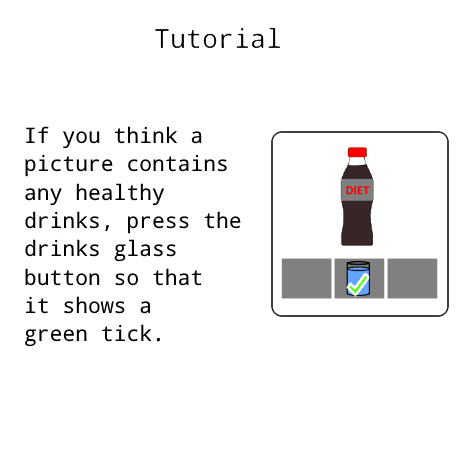 Tutorial
If you think a
picture contains
any healthy
drinks, press the
drinks glass
button so that
it shows a
green tick.
DIET